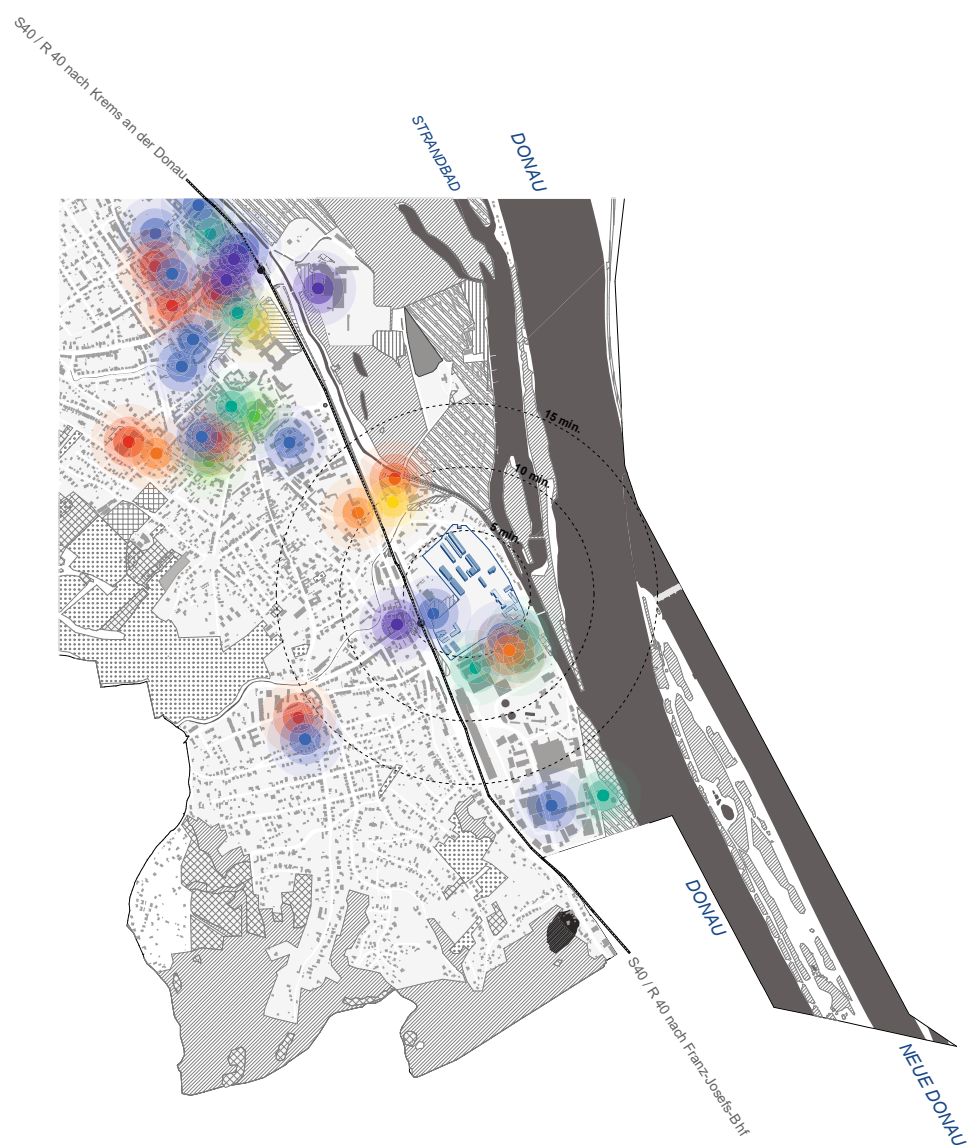 S40 / R 40 nach Krems an der Donau
STRANDBAD
DONAU
15 min.
10 min.
5 min.
DONAU
S40 / R 40 nach Franz-Josefs-Bhf
NEUE DONAU